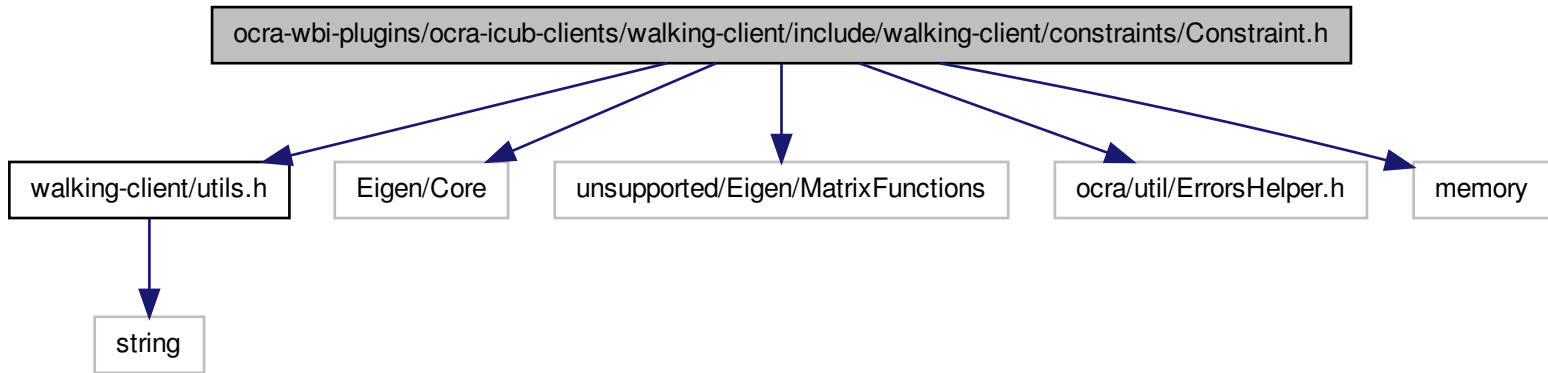 ocra-wbi-plugins/ocra-icub-clients/walking-client/include/walking-client/constraints/Constraint.h
walking-client/utils.h
Eigen/Core
unsupported/Eigen/MatrixFunctions
ocra/util/ErrorsHelper.h
memory
string